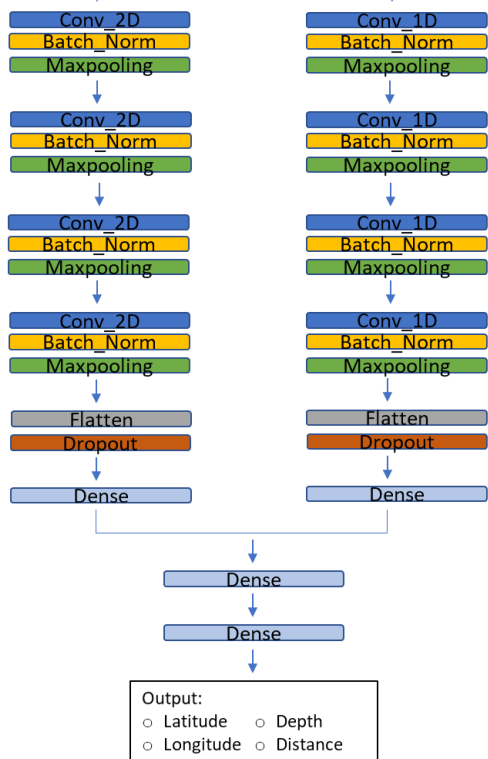 Conv_2D
Batch_Norm
Maxpooling
Conv_2D
Batch_Norm
Maxpooling
Conv_2D
Batch_Norm
Maxpooling
Conv_2D
Batch_Norm
Maxpooling
Flatten
Dropout
Dense
Conv_1D
Batch_Norm
Maxpooling
Conv_1D
Batch_Norm
Maxpooling
Conv_1D
Batch_Norm
Maxpooling
Conv_1D
Batch_Norm
Maxpooling
Flatten
Dropout
Dense
Dense
Dense
Output:
○ Latitude ○ Depth
○ Longitude ○ Distance